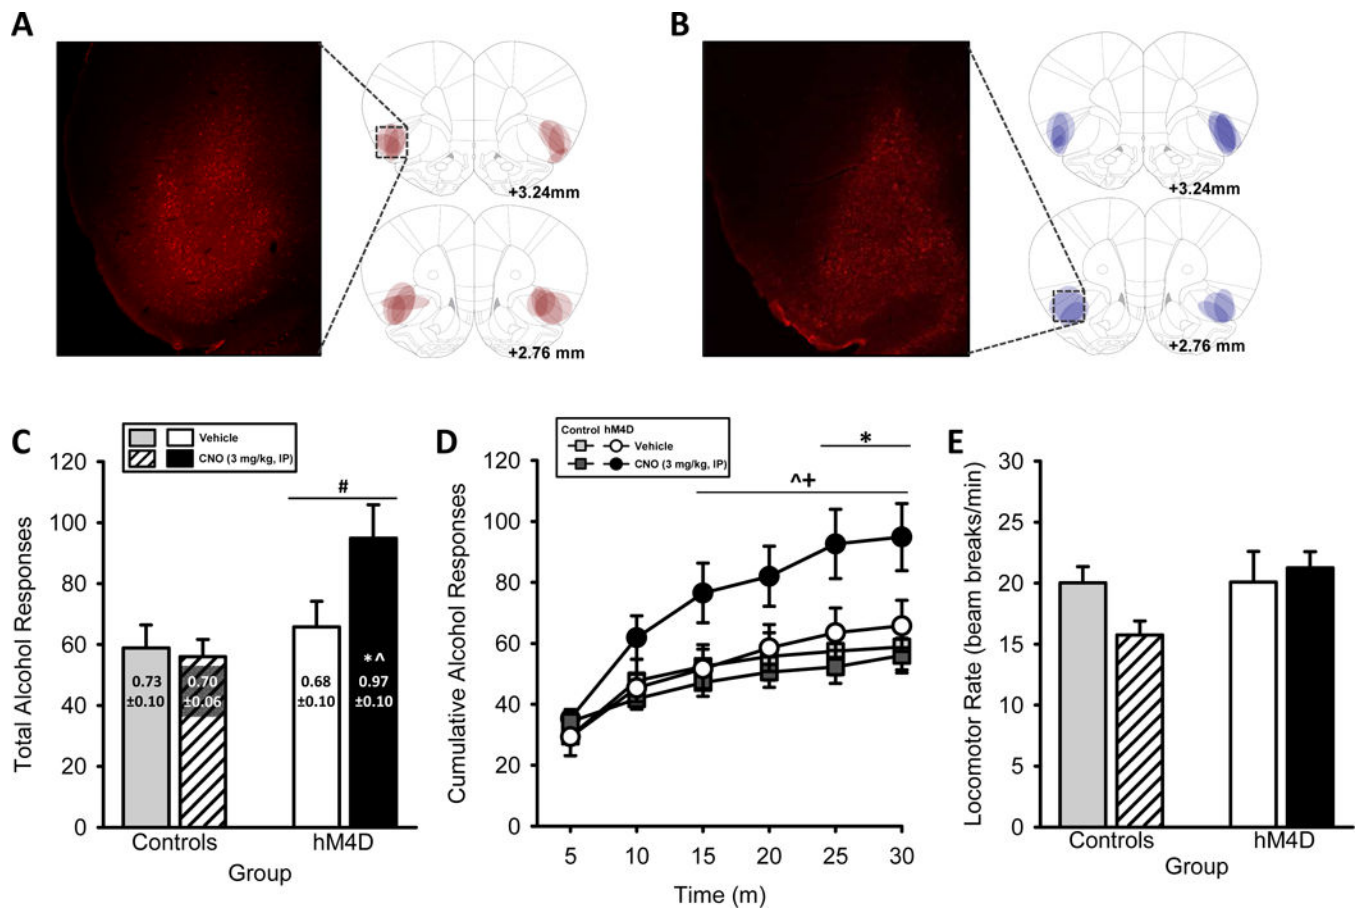 A
B
+3.24mm
+2.76 mm
+3.24mm
+2.76 mm
C
Vehicle
CNO (3 mg/kg, IP)
Total Alcohol Responses
120
100
80
60
40
20
0
#
0.73
±0.10
0.70
±0.06
0.68
±0.10
*^
0.97
±0.10
Controls
hM4D
Group
D
Control hM4D
Vehicle
CNO (3 mg/kg, IP)
Cumulative Alcohol Responses
120
100
80
60
40
20
0
*
^+
5
10
15
20
25
30
Time (m)
E
Locomotor Rate (beam breaks/min)
30
25
20
15
10
5
0
Controls
hM4D
Group